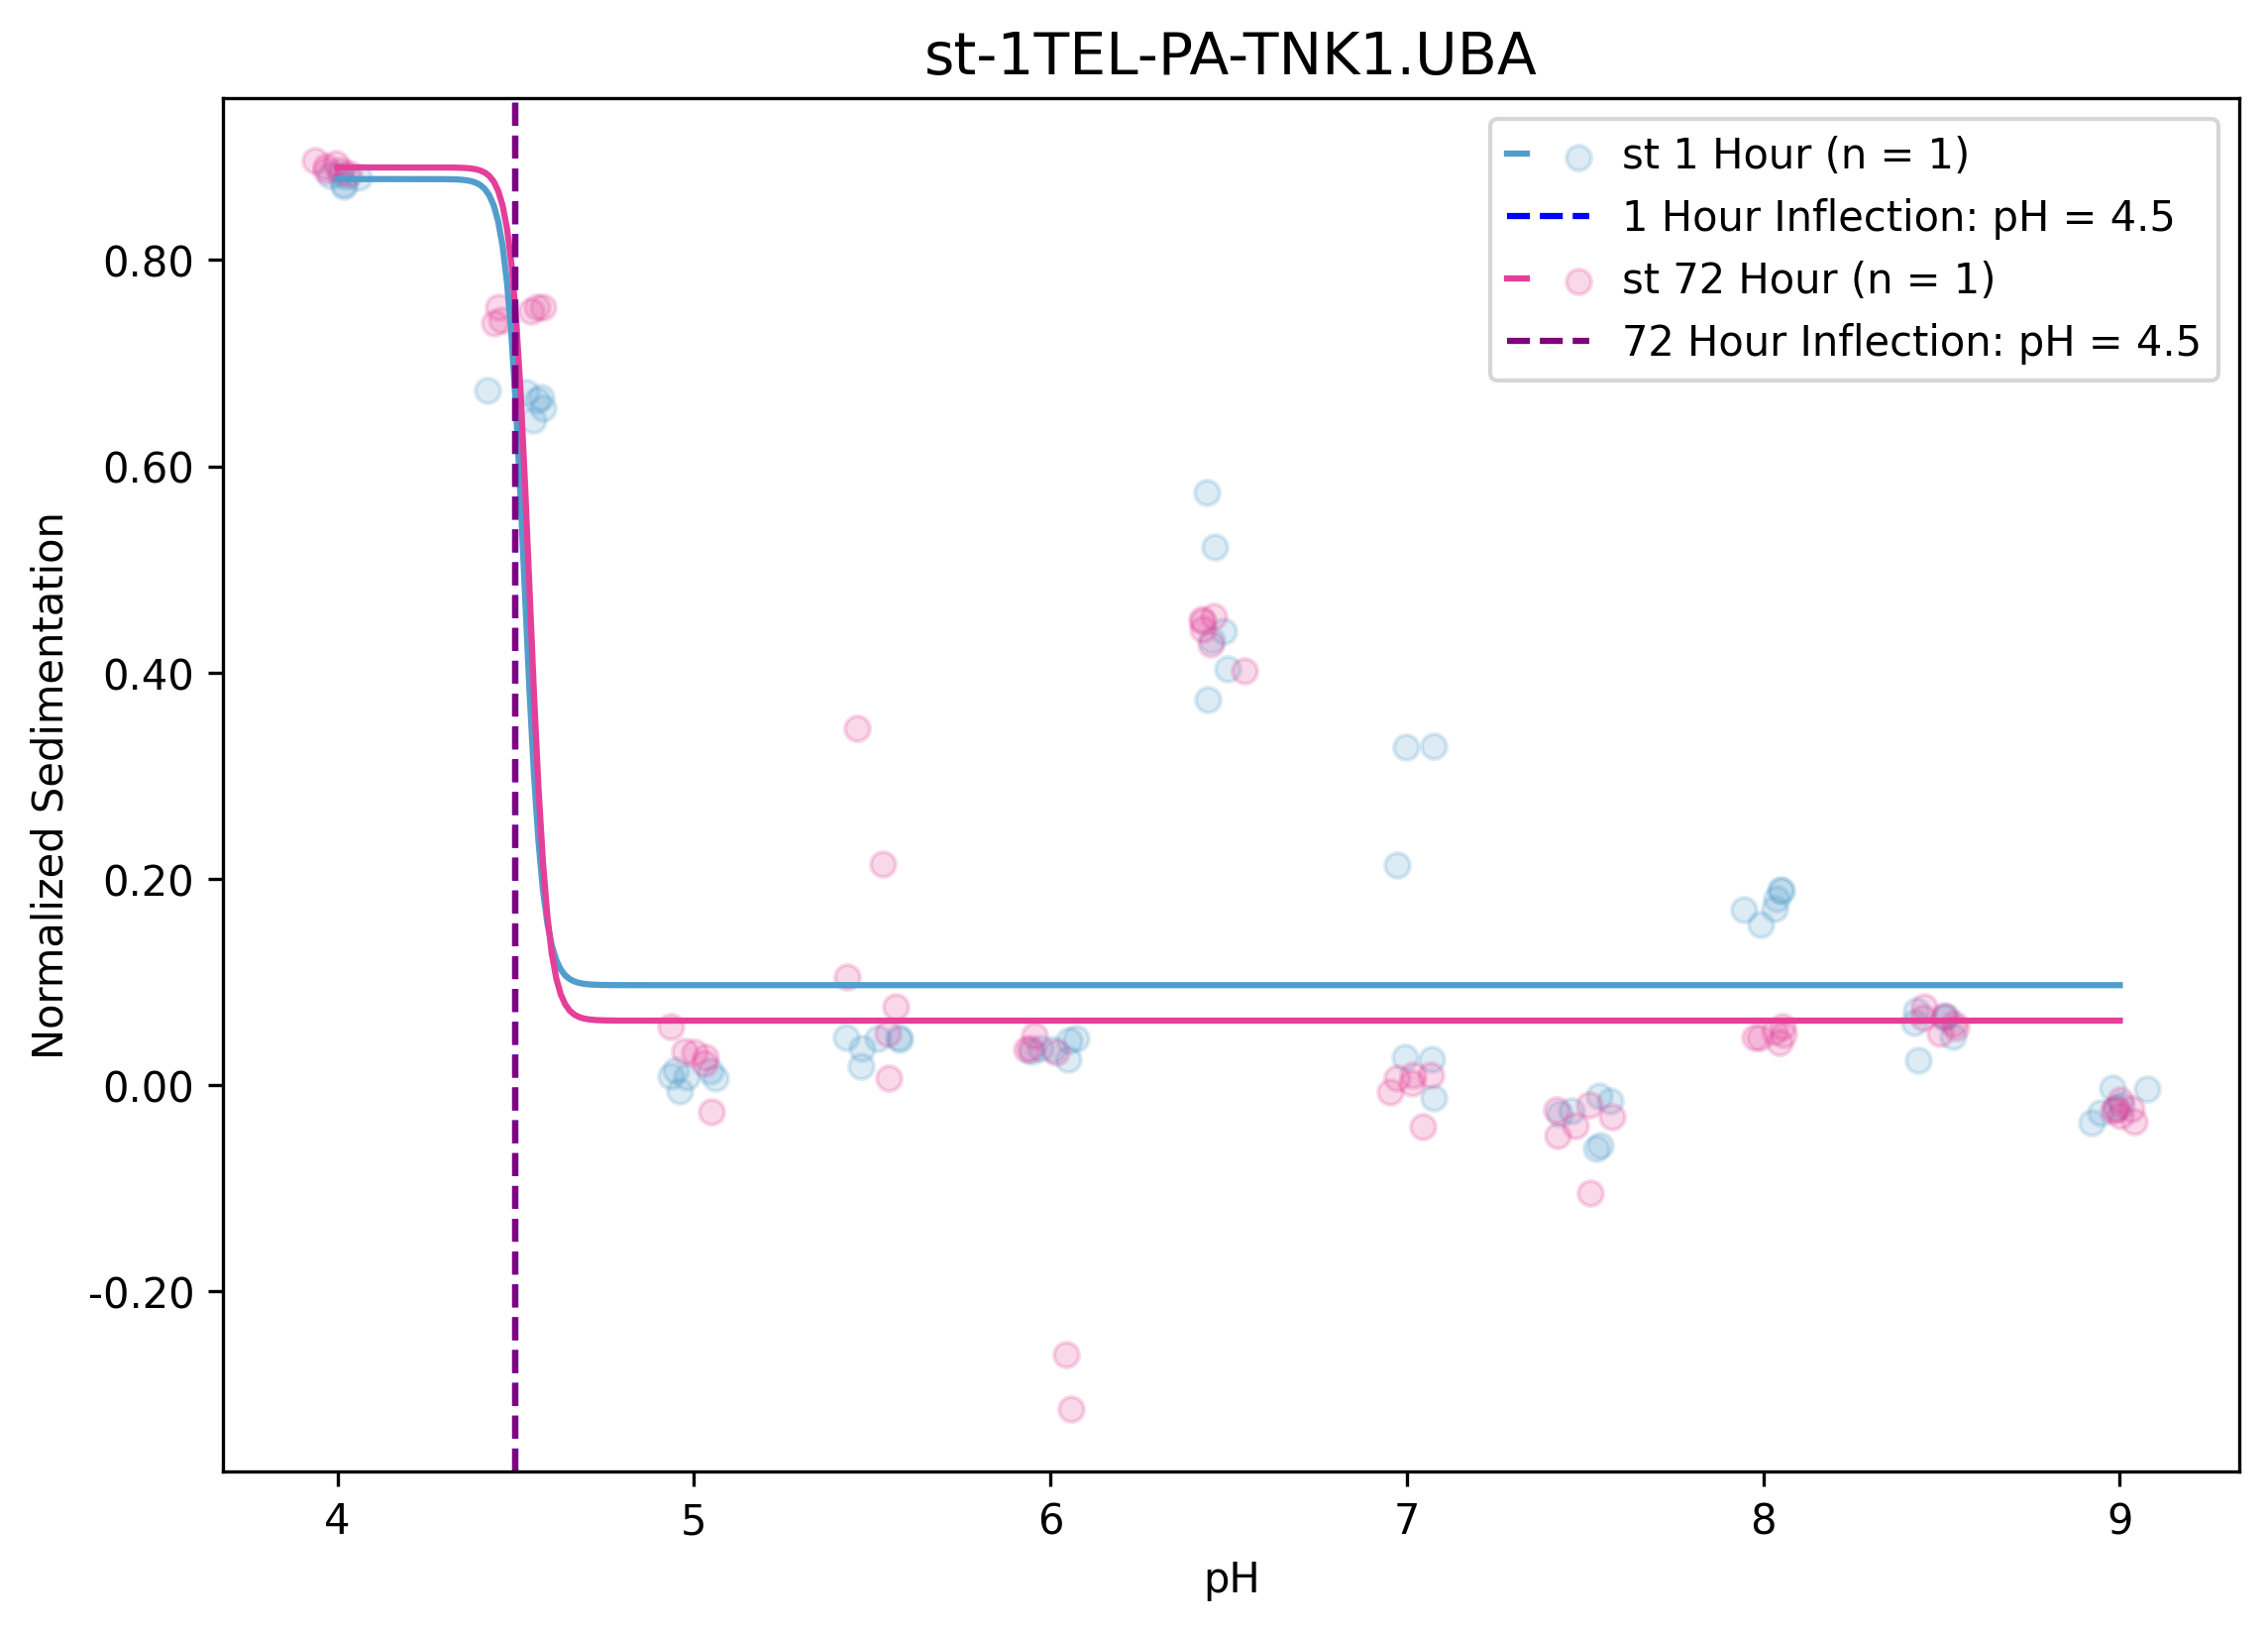 st-1TEL-PA-TNK1.UBA
st 1 Hour (n = 1)
1 Hour Inflection: pH = 4.5
st 72 Hour (n = 1)
72 Hour Inflection: pH = 4.5
Normalized Sedimentation
0.80
0.60
0.40
0.20
0.00
-0.20
4 5 6 7 8 9
pH